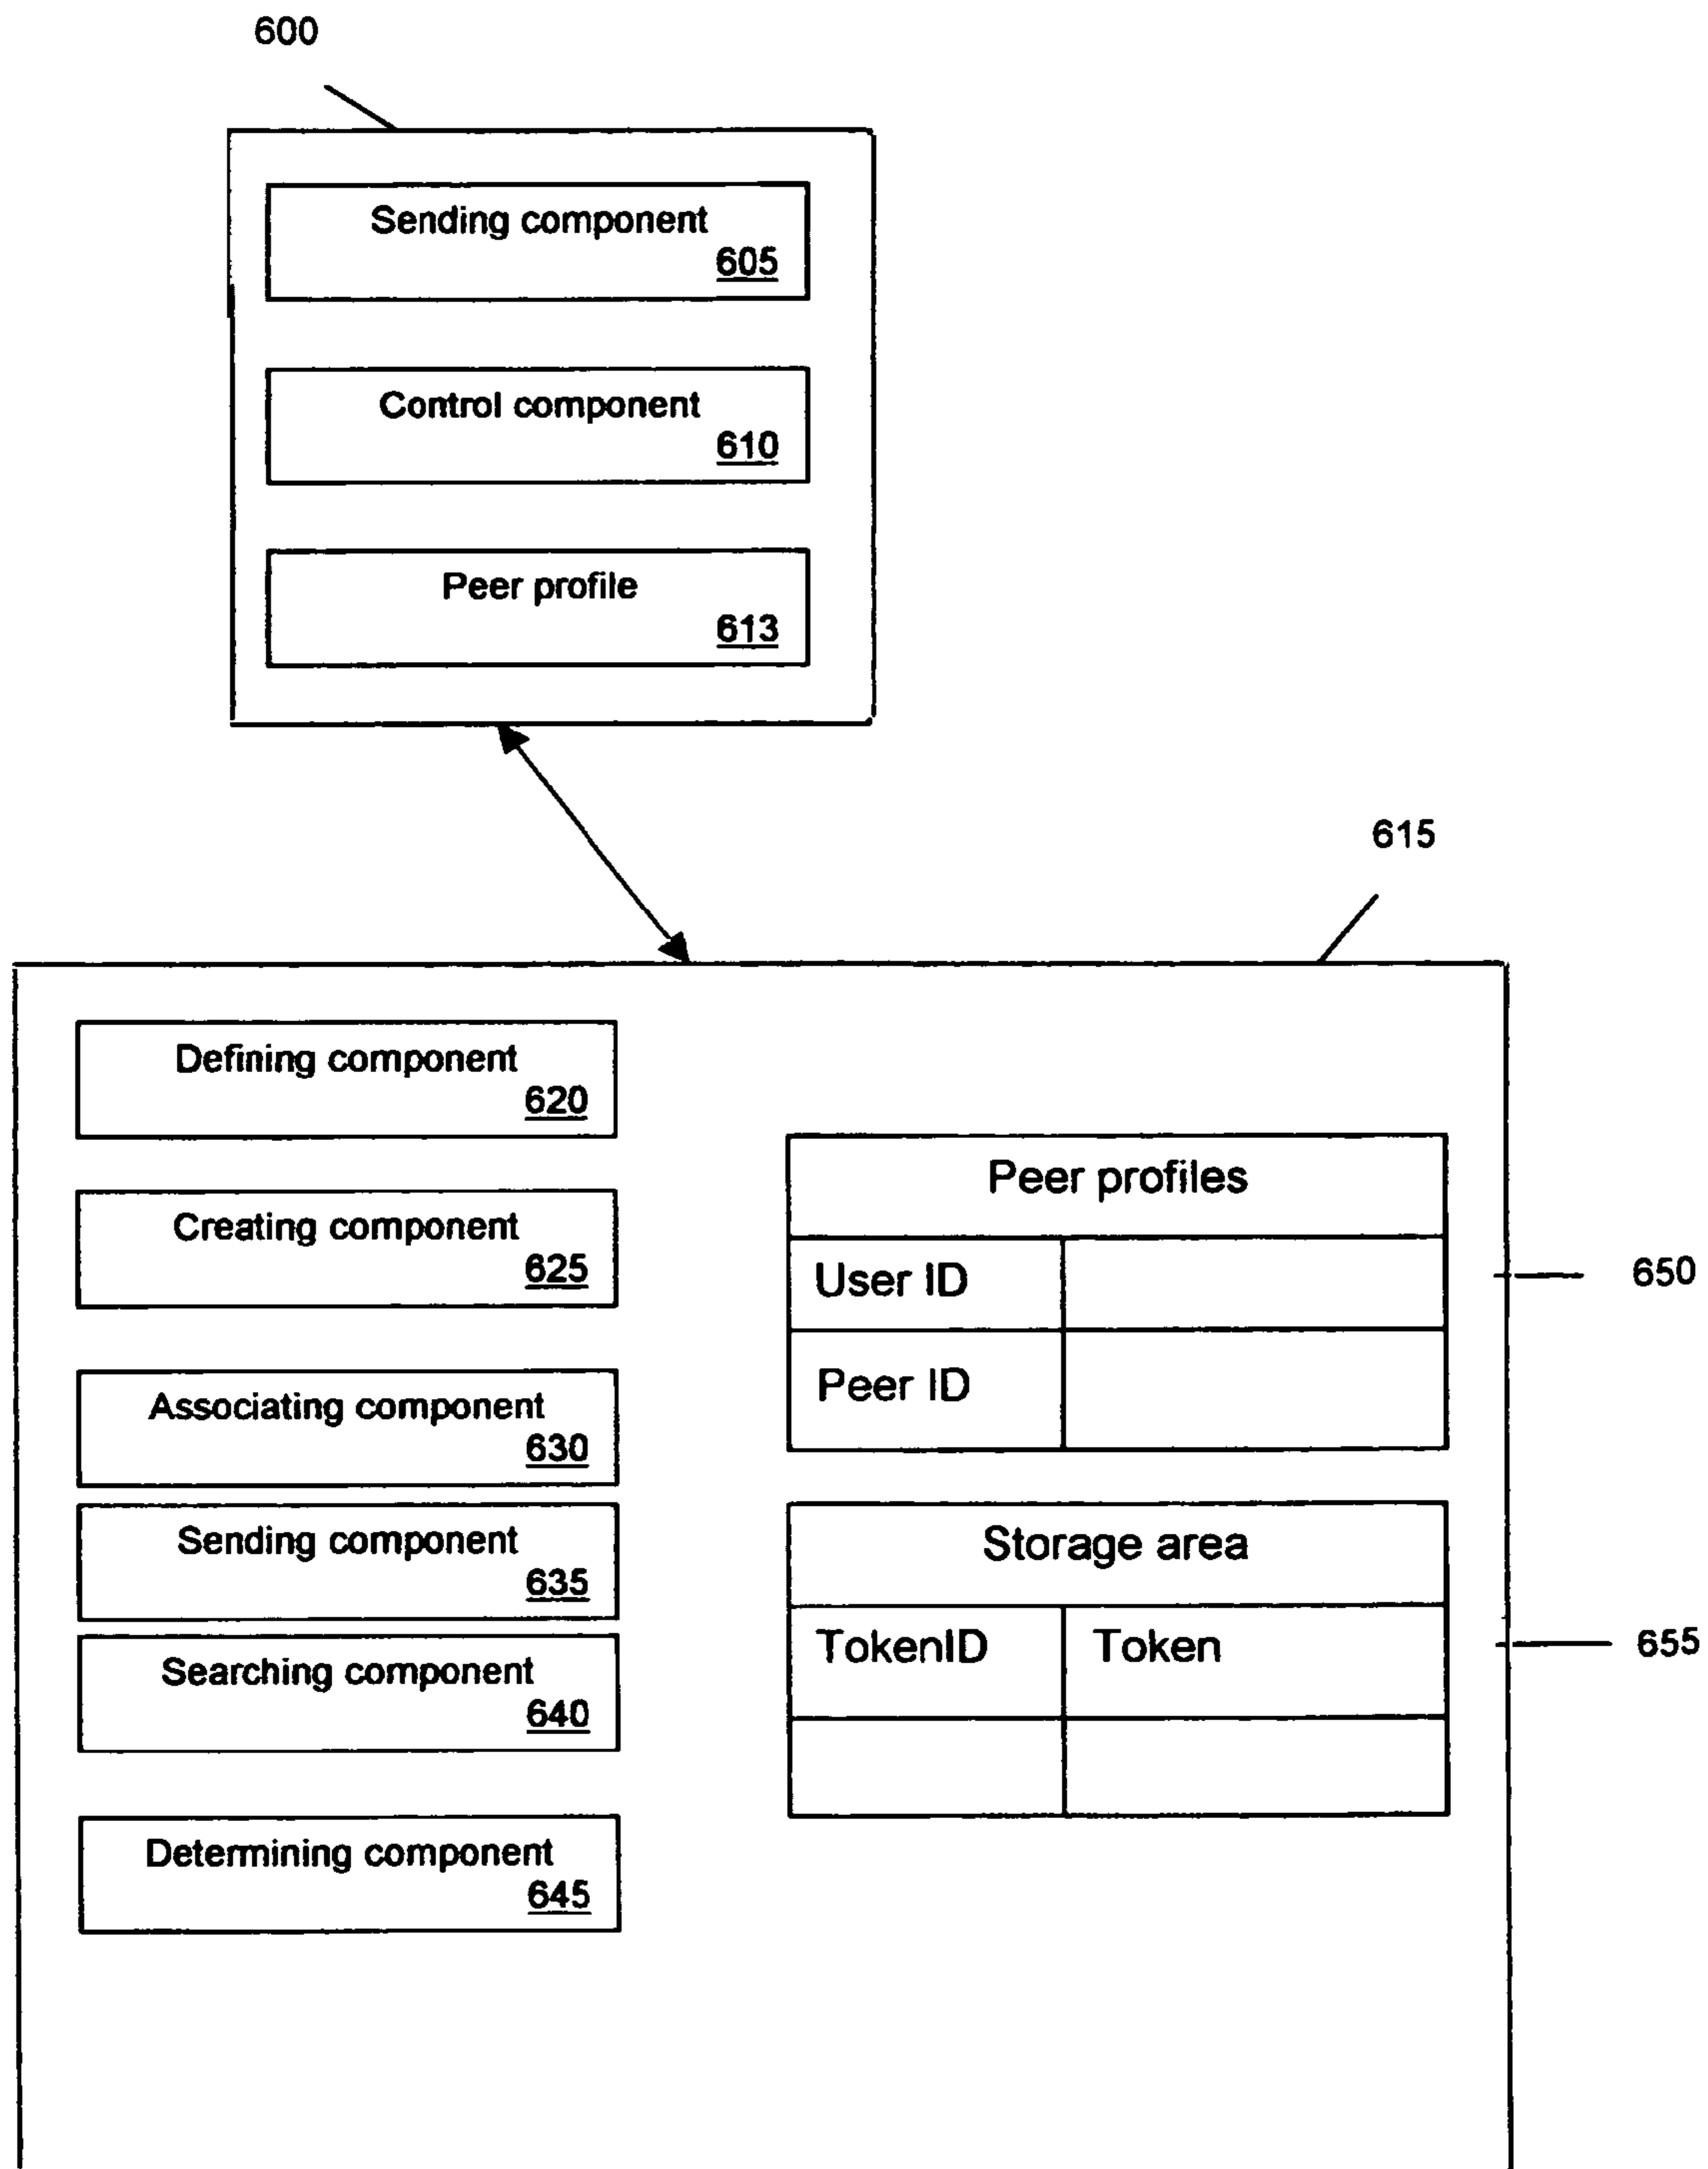 600
Sending component
605
Control component
610
Peer profile
613
615
Defining component
620
Creating component
625
Associating component
630
Sending component
635
Searching component
640
Determining component
645
Peer profiles
User ID
Peer ID
650
Storage area
TokenID Token
655